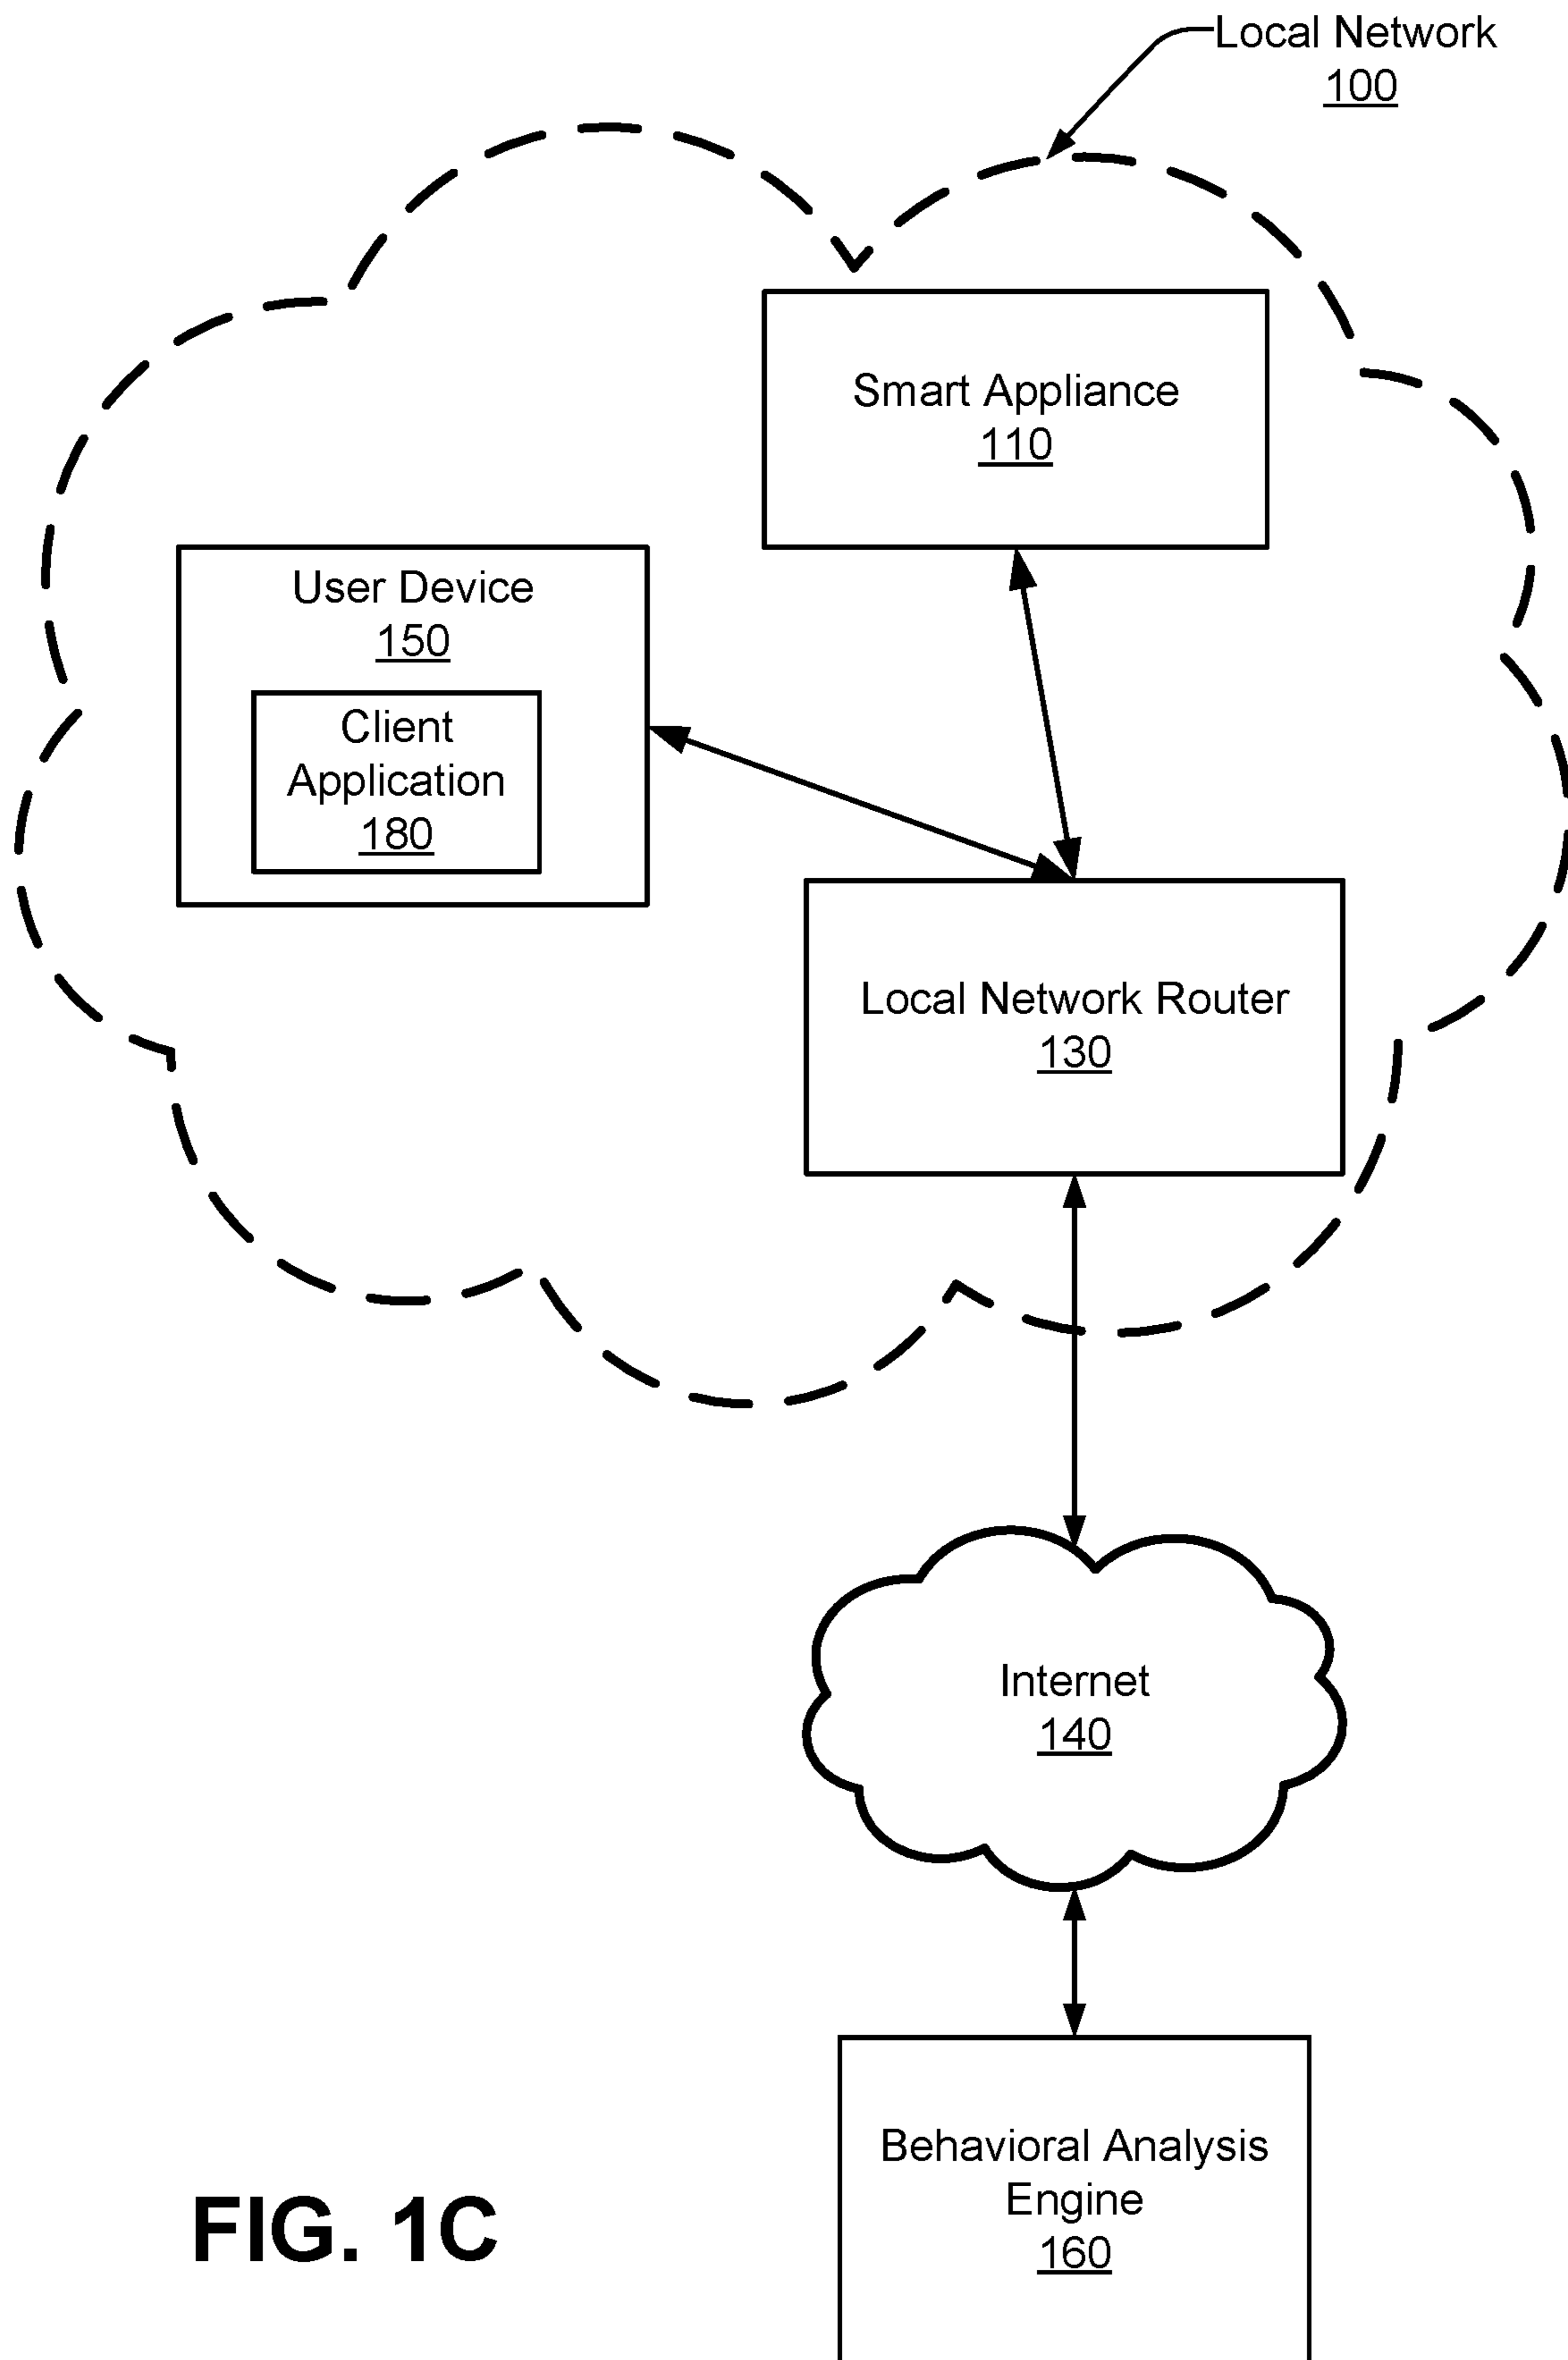 Local Network
100
Smart Appliance
110
User Device
150
Client
Application
180
Local Network Router
130
Internet
140
Behavioral Analysis
Engine
160
FIG. 1C